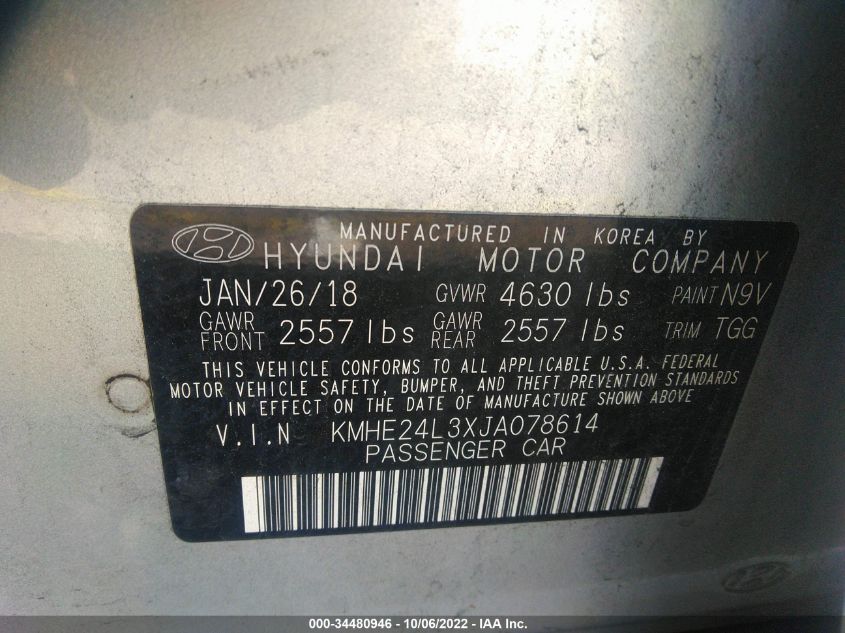 MANUFACTURED IN KOREA BY
HYUNDAI MOTOR COMPANY
JAN/26/18 GVWR 4630 lbs PAINT N9V
GAWR FRONT 2557 lbs GAWR REAR 2557 lbs TRIM TGG
THIS VEHICLE CONFORMS TO ALL APPLICABLE U.S.A. FEDERAL
MOTOR VEHICLE SAFETY, BUMPER, AND THEFT PREVENTION STANDARDS
IN EFFECT ON THE DATE OF MANUFACTURE SHOWN ABOVE
V.I.N KMHE24L3XJA078614
PASSENGER CAR
000-34480946 - 10/06/2022 - IAA Inc.